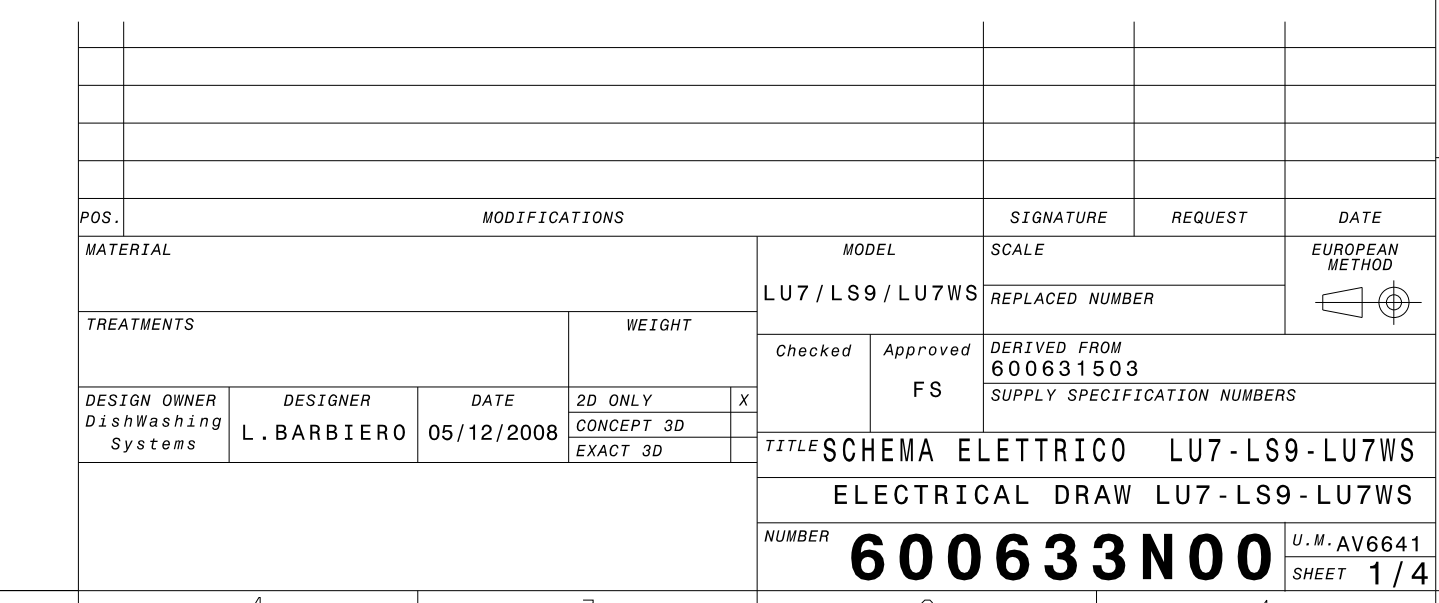 POS. MODIFICATIONS SIGNATURE REQUEST DATE
MATERIAL
MODEL
LU7/LS9/LU7WS
SCALE
EUROPEAN
METHOD
REPLACED NUMBER
TREATMENTS
WEIGHT
Checked
Approved
FS
DERIVED FROM
600631503
SUPPLY SPECIFICATION NUMBERS
DESIGN OWNER
DishWashing
Systems
DESIGNER
L.BARBIERO
DATE
05/12/2008
2D ONLY X
CONCEPT 3D
EXACT 3D
TITLE SCHEMA ELETTRICO LU7-LS9-LU7WS
ELECTRICAL DRAW LU7-LS9-LU7WS
NUMBER 600633N00
U.M. AV6641
SHEET 1/4